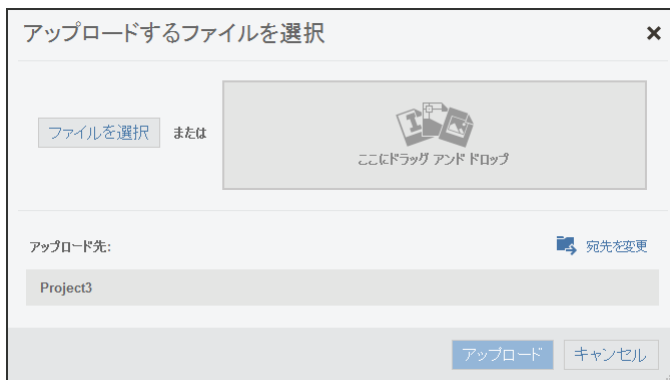 アップロードするファイルを選択
ファイルを選択 または
ここにドラッグ アンド ドロップ
アップロード先: 宛先を変更
Project3
アップロード キャンセル